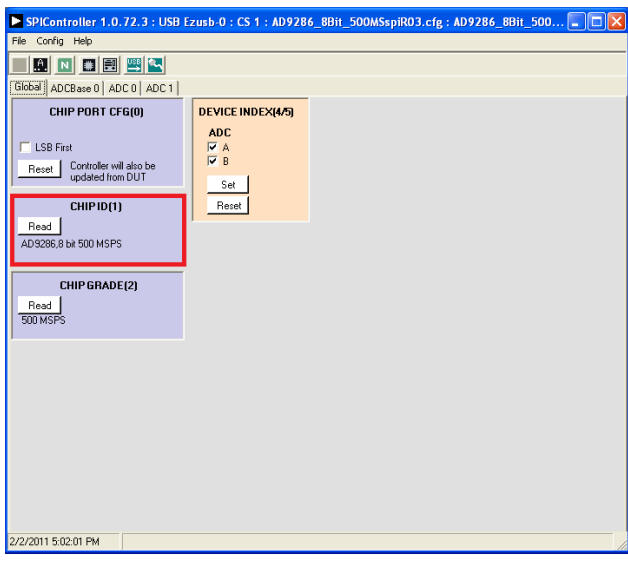 SPIController 1.0.72.3 : USB Ezusb-0 : CS 1 : AD9286_8Bit_500MSspiR03.cfg : AD9286_8Bit_500...
File Config Help
N USB
Global ADCBase 0 ADC 0 ADC 1
CHIP PORT CFG(0)
LSB First
Reset
Controller will also be
updated from DUT
CHIP ID(1)
Read
AD9286,8 bit 500 MSPS
CHIP GRADE(2)
Read
500 MSPS
DEVICE INDEX(4/5)
ADC
A
B
Set
Reset
2/2/2011 5:02:01 PM